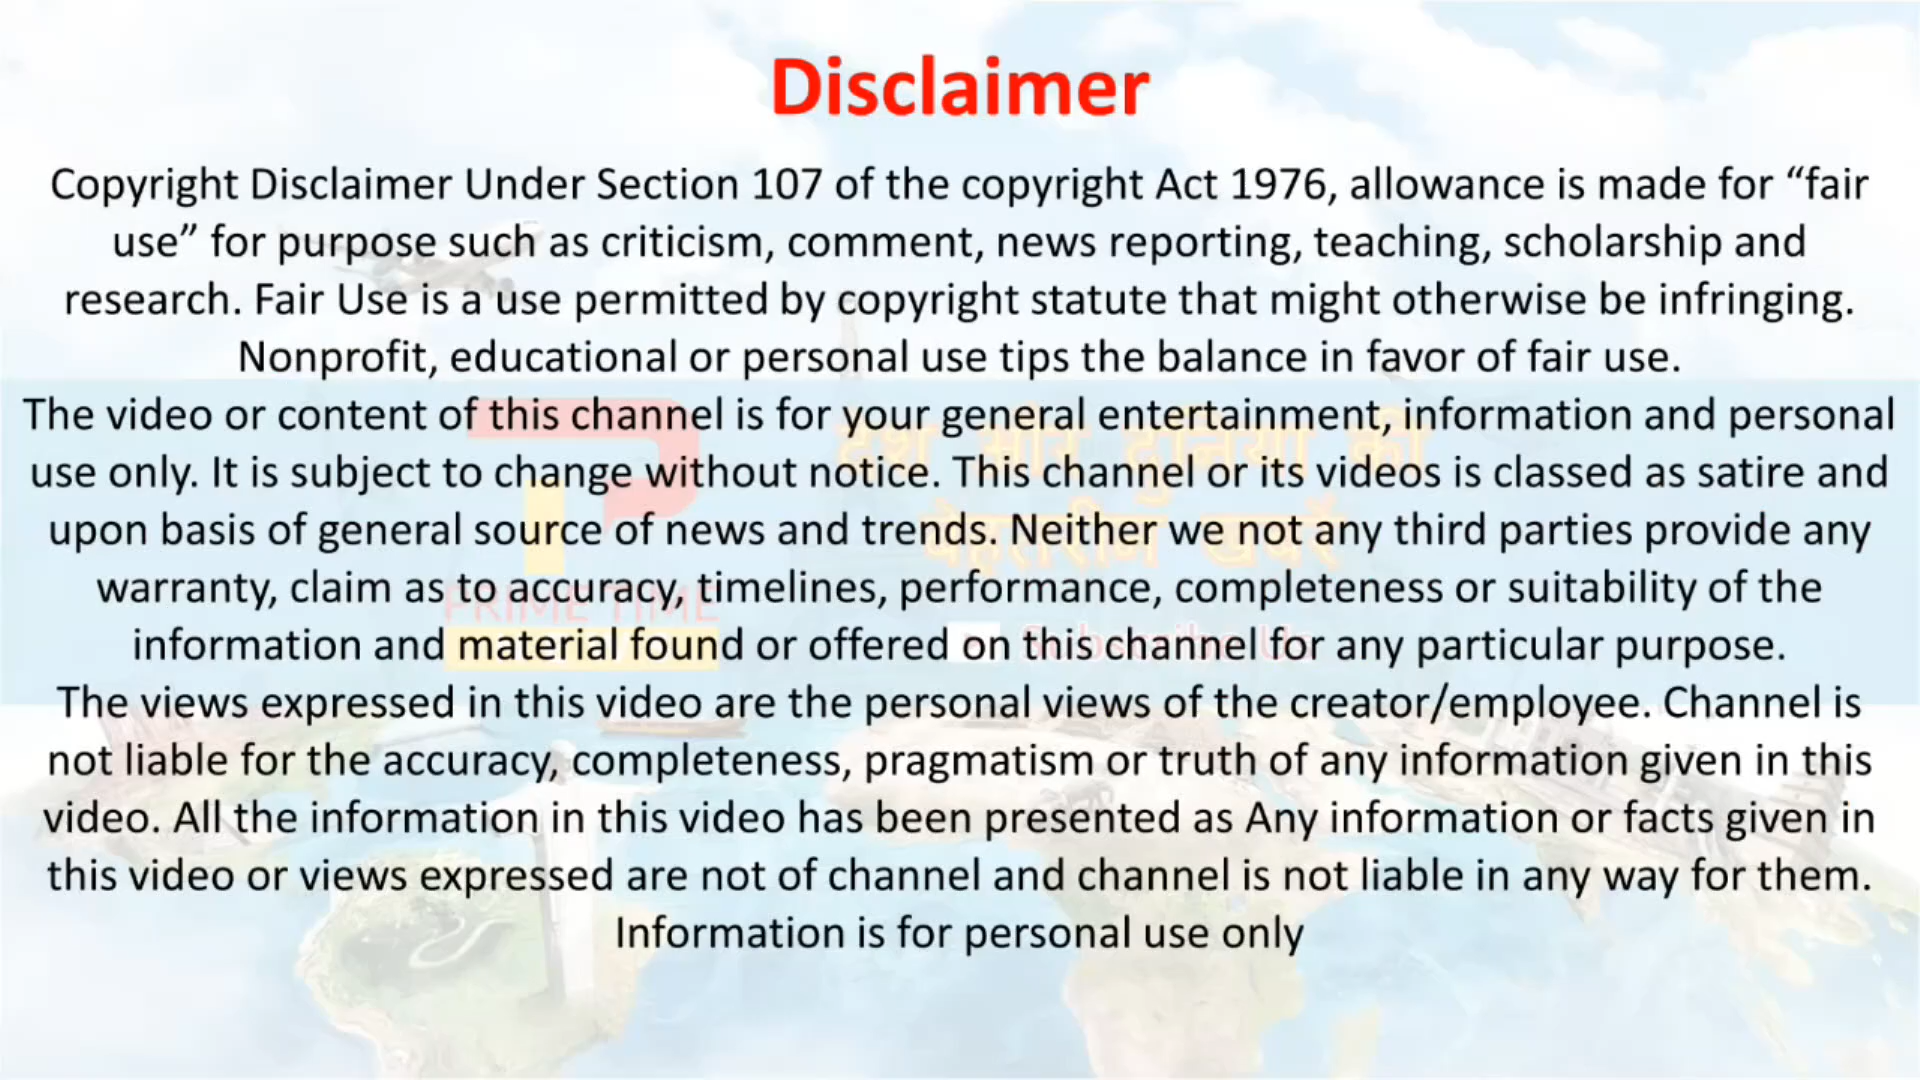 Disclaimer
Copyright Disclaimer Under Section 107 of the copyright Act 1976, allowance is made for “fair
use” for purpose such as criticism, comment, news reporting, teaching, scholarship and
research. Fair Use is a use permitted by copyright statute that might otherwise be infringing.
Nonprofit, educational or personal use tips the balance in favor of fair use.
The video or content of this channel is for your general entertainment, information and personal
use only. It is subject to change without notice. This channel or its videos is classed as satire and
upon basis of general source of news and trends. Neither we not any third parties provide any
warranty, claim as to accuracy, timelines, performance, completeness or suitability of the
information and material found or offered on this channel for any particular purpose.
The views expressed in this video are the personal views of the creator/employee. Channel is
not liable for the accuracy, completeness, pragmatism or truth of any information given in this
video. All the information in this video has been presented as Any information or facts given in
this video or views expressed are not of channel and channel is not liable in any way for them.
Information is for personal use only
देश और दुनिया की
बेहतरीन खबरें
PRIME TIME
Subscribe Us